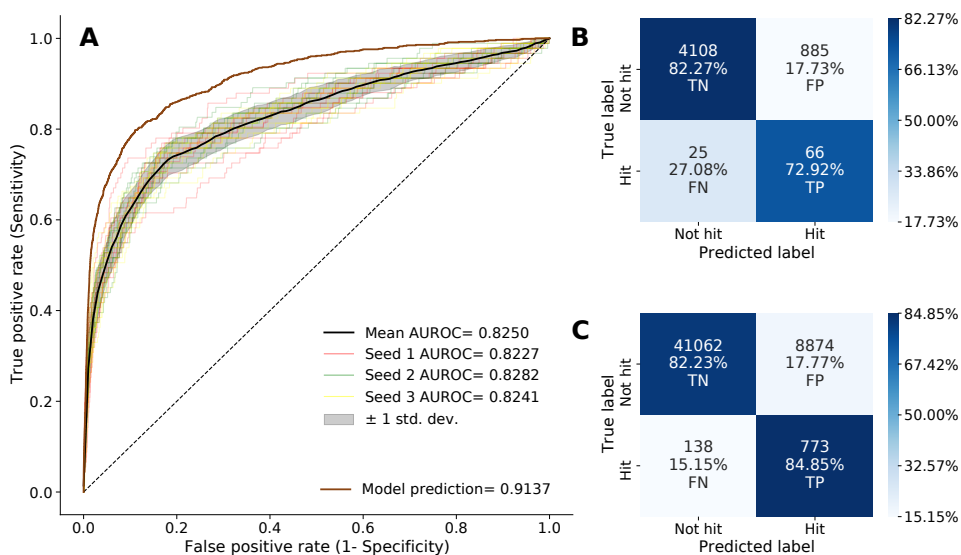 A
True positive rate (Sensitivity)
1.0
0.8
0.6
0.4
0.2
0.0
Mean AUROC= 0.8250
Seed 1 AUROC= 0.8227
Seed 2 AUROC= 0.8282
Seed 3 AUROC= 0.8241
± 1 std. dev.
Model prediction= 0.9137
0.0 0.2 0.4 0.6 0.8 1.0
False positive rate (1- Specificity)
B
True label
Not hit
Hit
4108
82.27%
TN
885
17.73%
FP
25
27.08%
FN
66
72.92%
TP
Not hit Hit
Predicted label
82.27%
66.13%
50.00%
33.86%
17.73%
C
True label
Not hit
Hit
41062
82.23%
TN
8874
17.77%
FP
138
15.15%
FN
773
84.85%
TP
Not hit Hit
Predicted label
84.85%
67.42%
50.00%
32.57%
15.15%